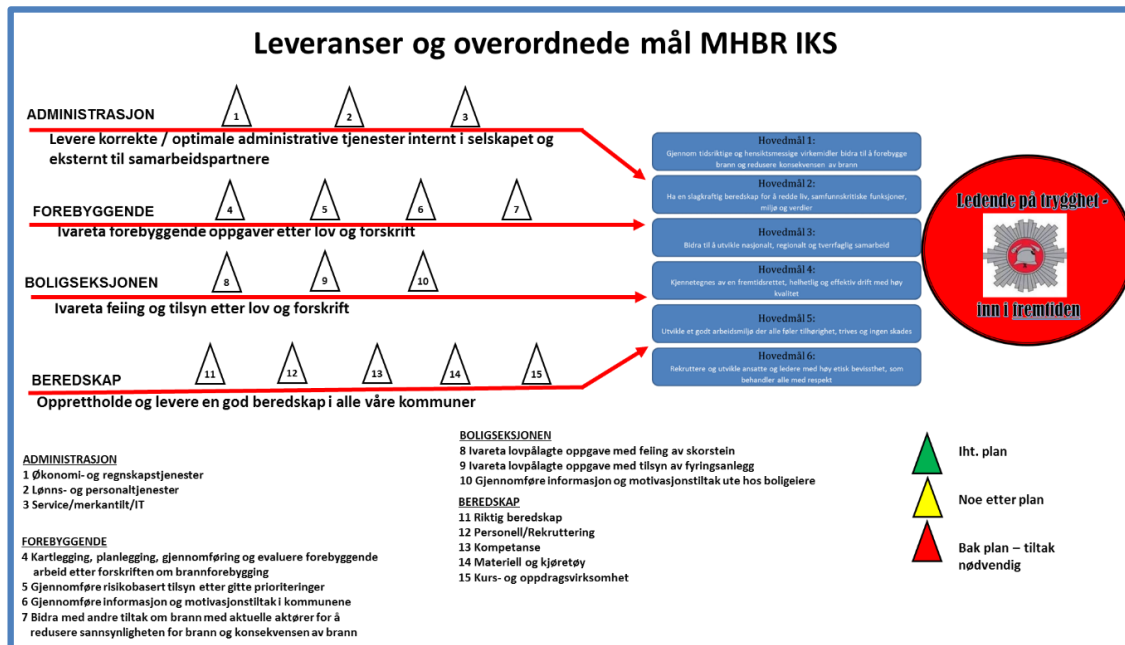 Leveranser og overordnede mål MHBR IKS
ADMINISTRASJON
1
2
3
Levere korrekte / optimale administrative tjenester internt i selskapet og
eksternt til samarbeidspartnere
FOREBYGGENDE
4
5
6
7
Ivareta forebyggende oppgaver etter lov og forskrift
BOLIGSEKSJONEN
8
9
10
Ivareta feiing og tilsyn etter lov og forskrift
BEREDSKAP
11
12
13
14
15
Opprettholde og levere en god beredskap i alle våre kommuner
Hovedmål 1:
Gjennom tidsriktige og hensiktsmessige virkemidler bidra til å forebygge
brann og redusere konsekvensen av brann
Hovedmål 2:
Ha en slagkraftig beredskap for å redde liv, samfunnskritiske funksjoner,
miljø og verdier
Hovedmål 3:
Bidra til å utvikle nasjonalt, regionalt og tverrfaglig samarbeid
Hovedmål 4:
Kjennetegnes av en fremtidsrettet, helhetlig og effektiv drift med høy
kvalitet
Hovedmål 5:
Utvikle et godt arbeidsmiljø der alle føler tilhørighet, trives og ingen skades
Hovedmål 6:
Rekruttere og utvikle ansatte og ledere med høy etisk bevissthet, som
behandler alle med respekt
Ledende på trygghet -
inn i fremtiden
ADMINISTRASJON
1 Økonomi- og regnskapstjenester
2 Lønns- og personaltjenester
3 Service/merkantilt/IT
FOREBYGGENDE
4 Kartlegging, planlegging, gjennomføring og evaluere forebyggende
arbeid etter forskriften om brannforebygging
5 Gjennomføre risikobasert tilsyn etter gitte prioriteringer
6 Gjennomføre informasjon og motivasjonstiltak i kommunene
7 Bidra med andre tiltak om brann med aktuelle aktører for å
redusere sannsynligheten for brann og konsekvensen av brann
BOLIGSEKSJONEN
8 Ivareta lovpålagte oppgave med feiing av skorstein
9 Ivareta lovpålagte oppgave med tilsyn av fyringsanlegg
10 Gjennomføre informasjon og motivasjonstiltak ute hos boligeiere
BEREDSKAP
11 Riktig beredskap
12 Personell/Rekruttering
13 Kompetanse
14 Materiell og kjøretøy
15 Kurs- og oppdragsvirksomhet
Iht. plan
Noe etter plan
Bak plan – tiltak
nødvendig